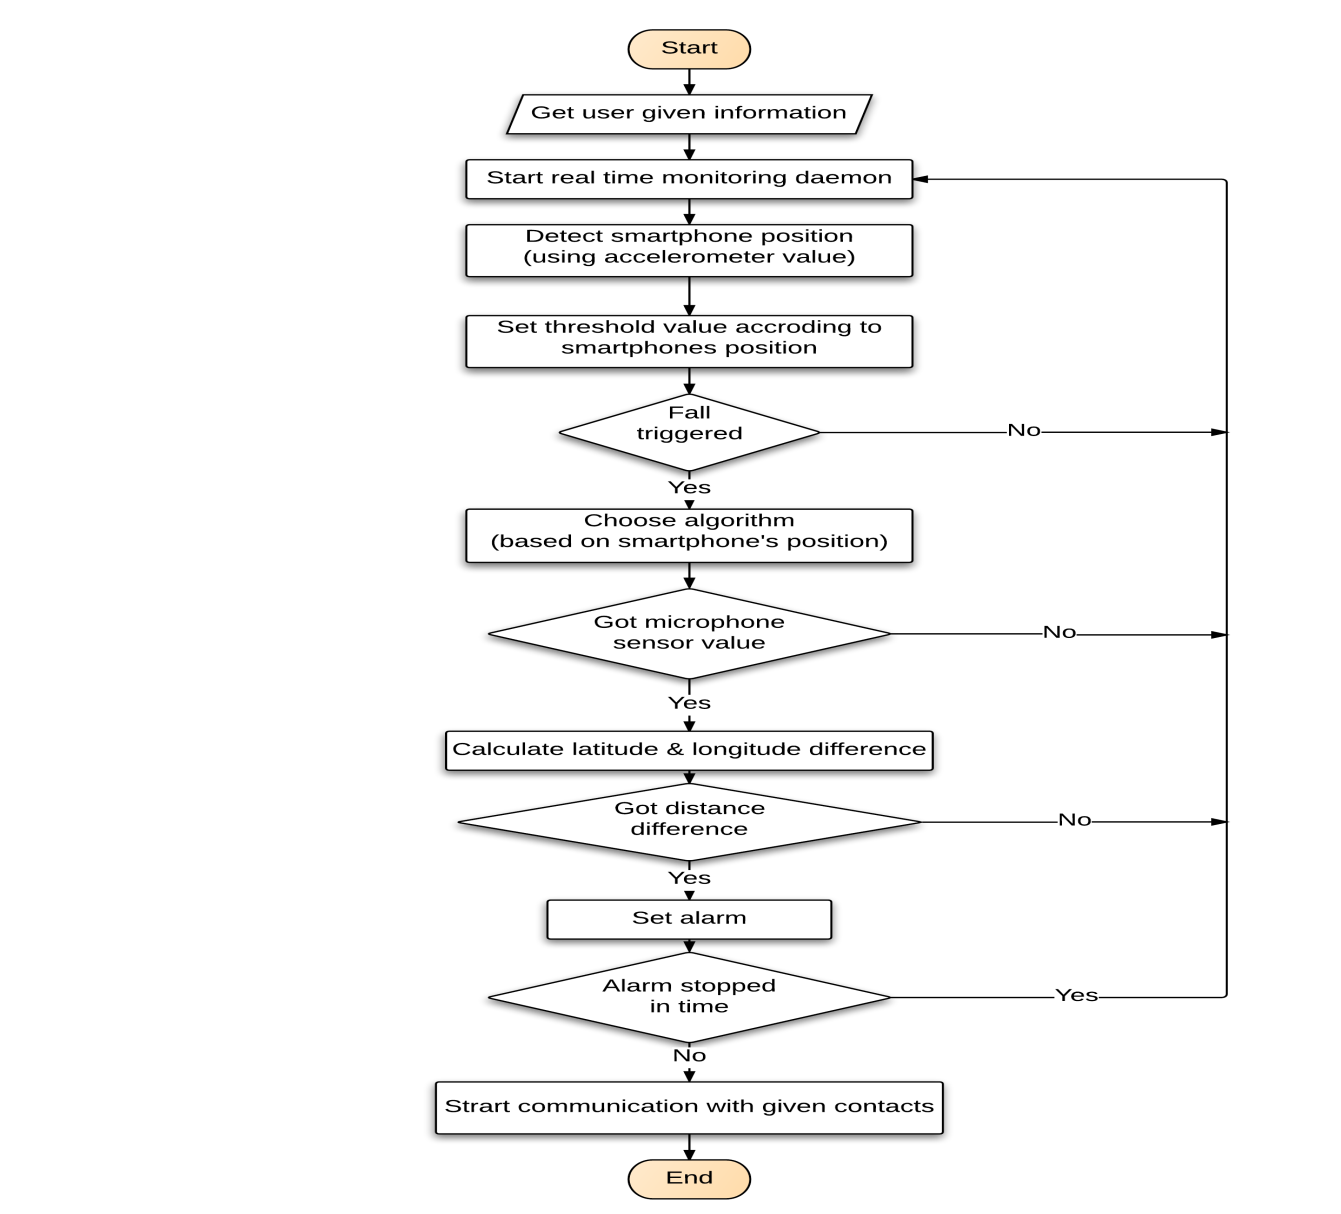 Start
Get user given information
Start real time monitoring daemon
Detect smartphone position
(using accelerometer value)
Set threshold value accroding to
smartphones position
Fall
triggered
No
Yes
Choose algorithm
(based on smartphone's position)
Got microphone
sensor value
No
Yes
Calculate latitude & longitude difference
Got distance
difference
No
Yes
Set alarm
Alarm stopped
in time
Yes
No
Strart communication with given contacts
End